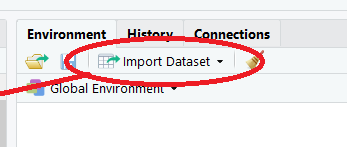 Environment History Connections
Import Dataset
Global Environment